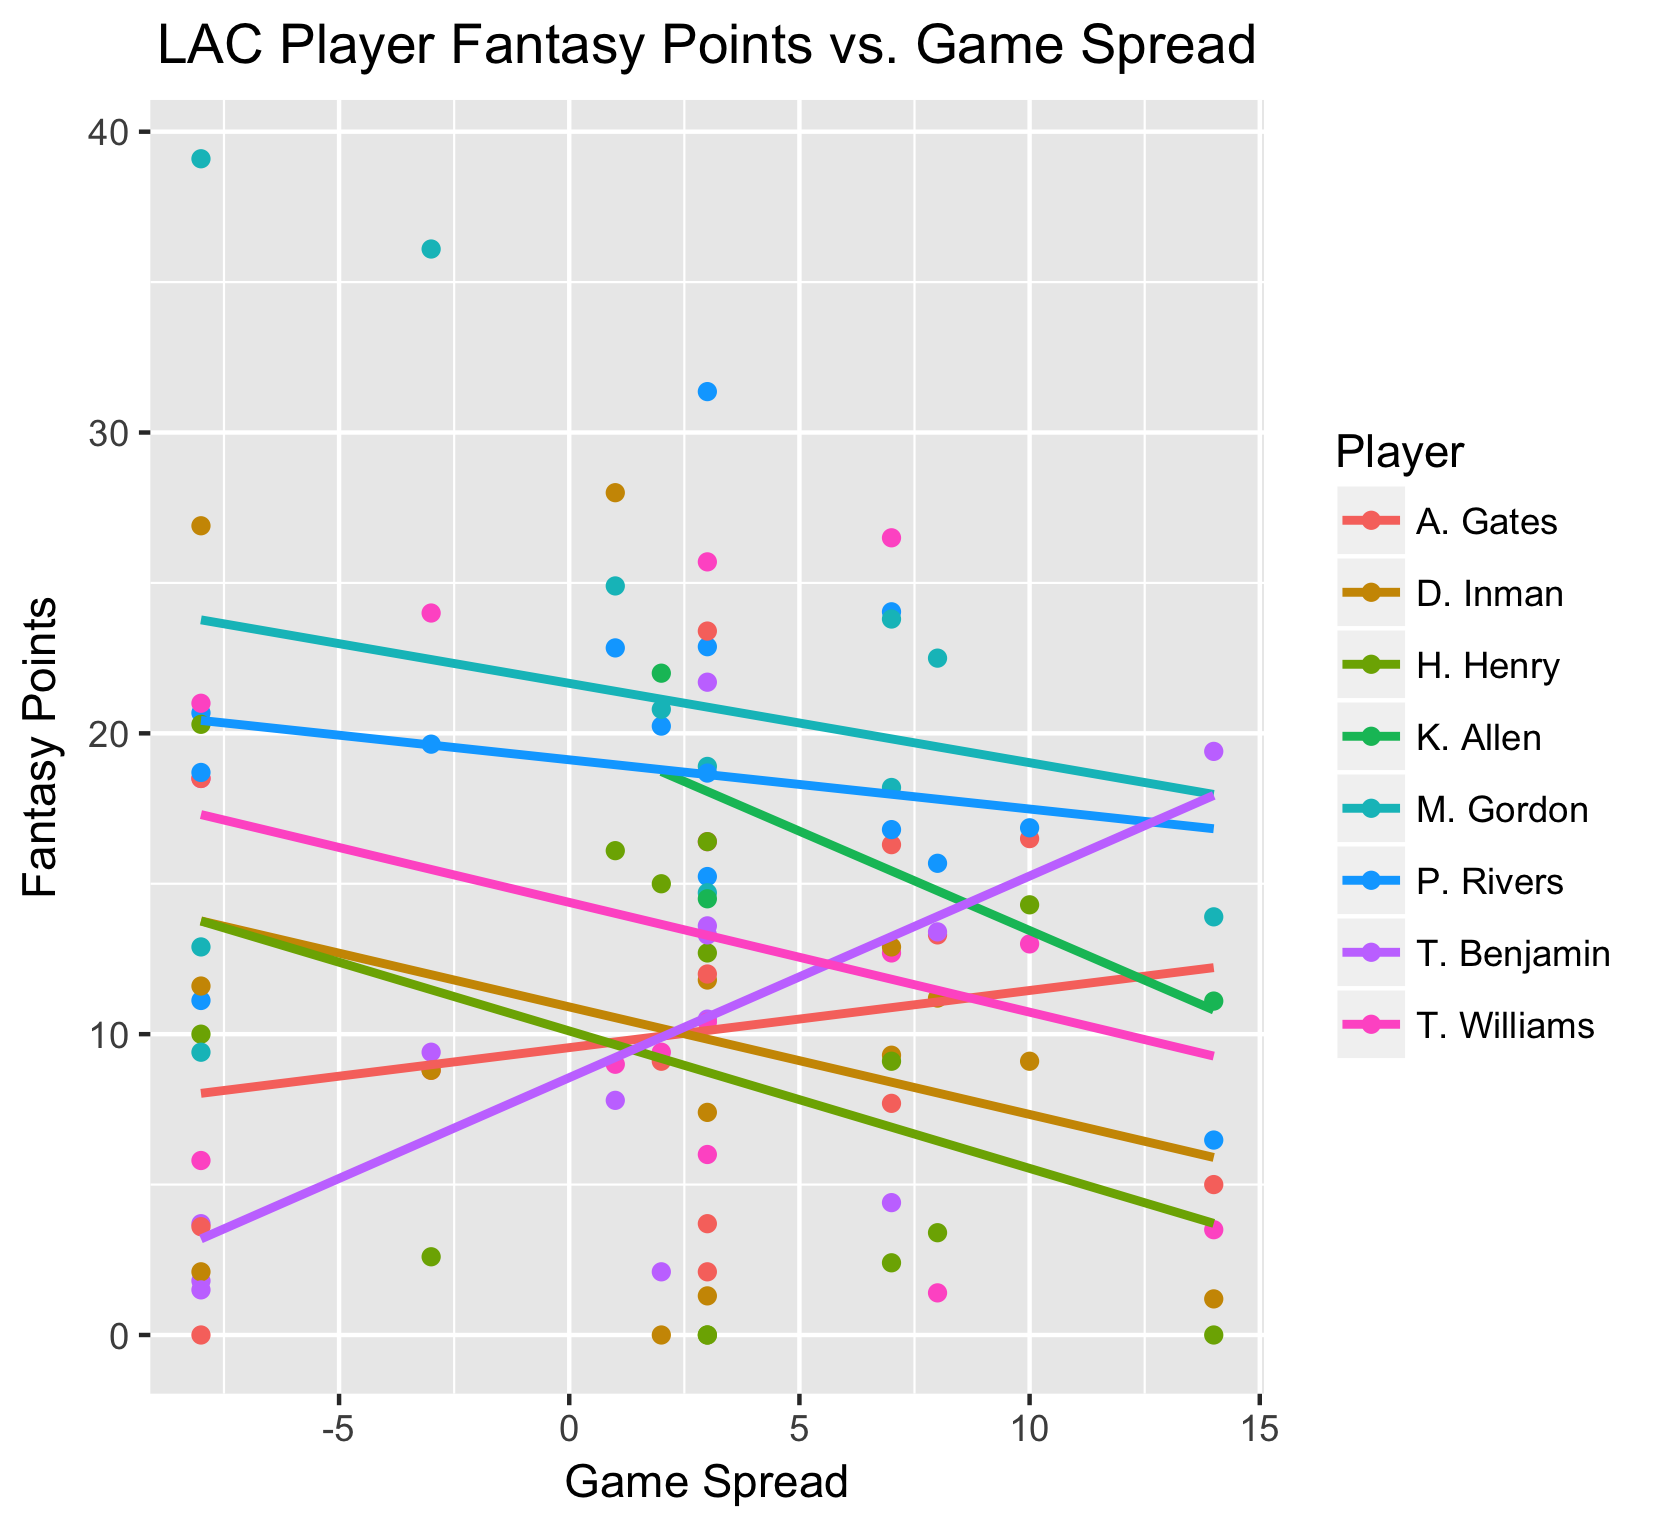 LAC Player Fantasy Points vs. Game Spread
40
30
20
10
0
Fantasy Points
-5
0
5
10
15
Game Spread
Player
A. Gates
D. Inman
H. Henry
K. Allen
M. Gordon
P. Rivers
T. Benjamin
T. Williams